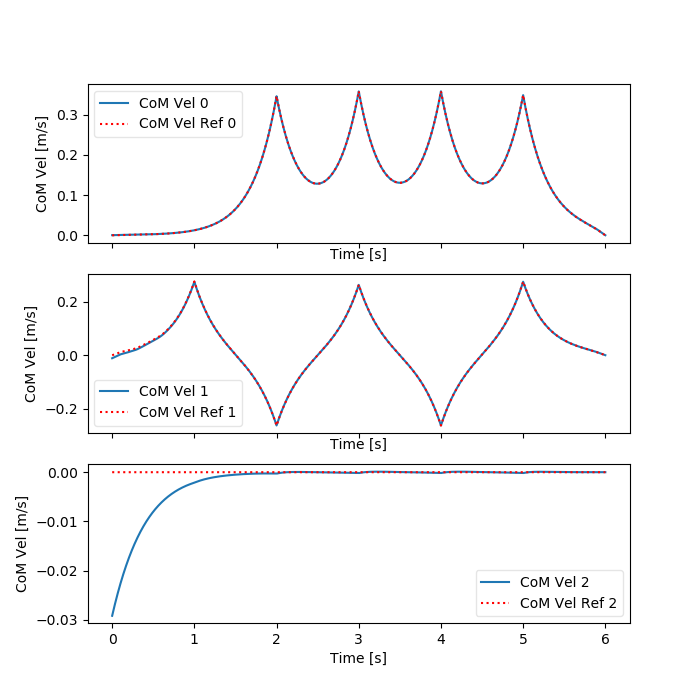 CoM Vel [m/s]
0.3
0.2
0.1
0.0
CoM Vel 0
CoM Vel Ref 0
Time [s]
CoM Vel [m/s]
0.2
0.0
−0.2
CoM Vel 1
CoM Vel Ref 1
Time [s]
CoM Vel [m/s]
0.00
−0.01
−0.02
−0.03
CoM Vel 2
CoM Vel Ref 2
0 1 2 3 4 5 6
Time [s]